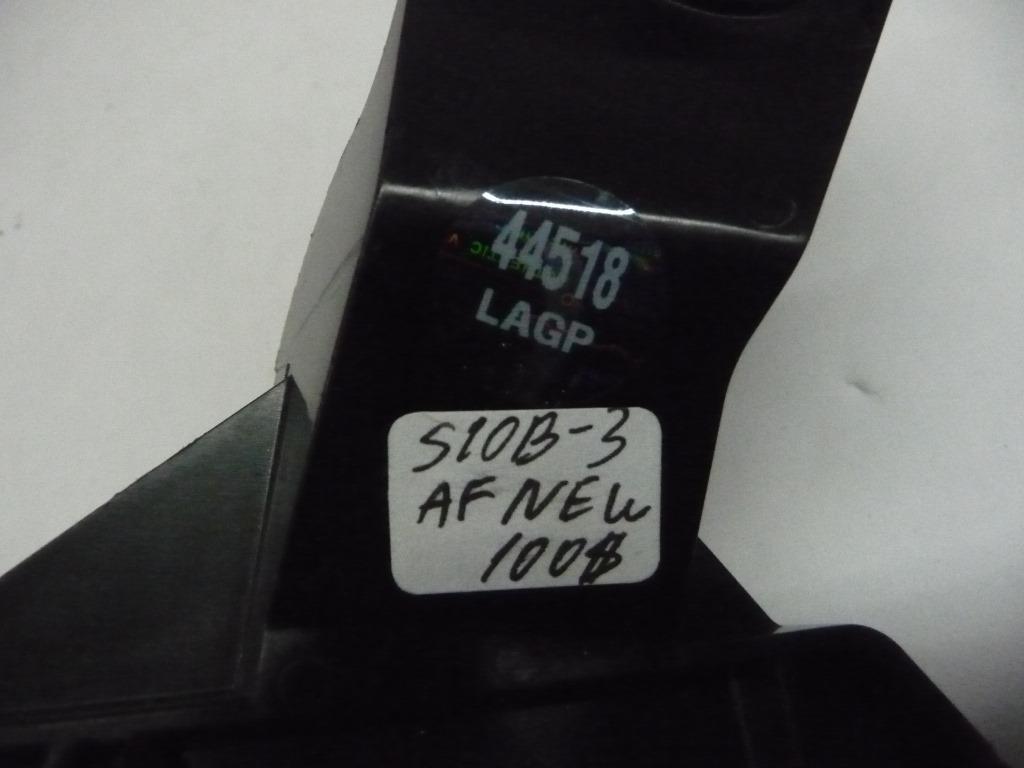 44518
LAGP
S10B-3
AF NEW
100$